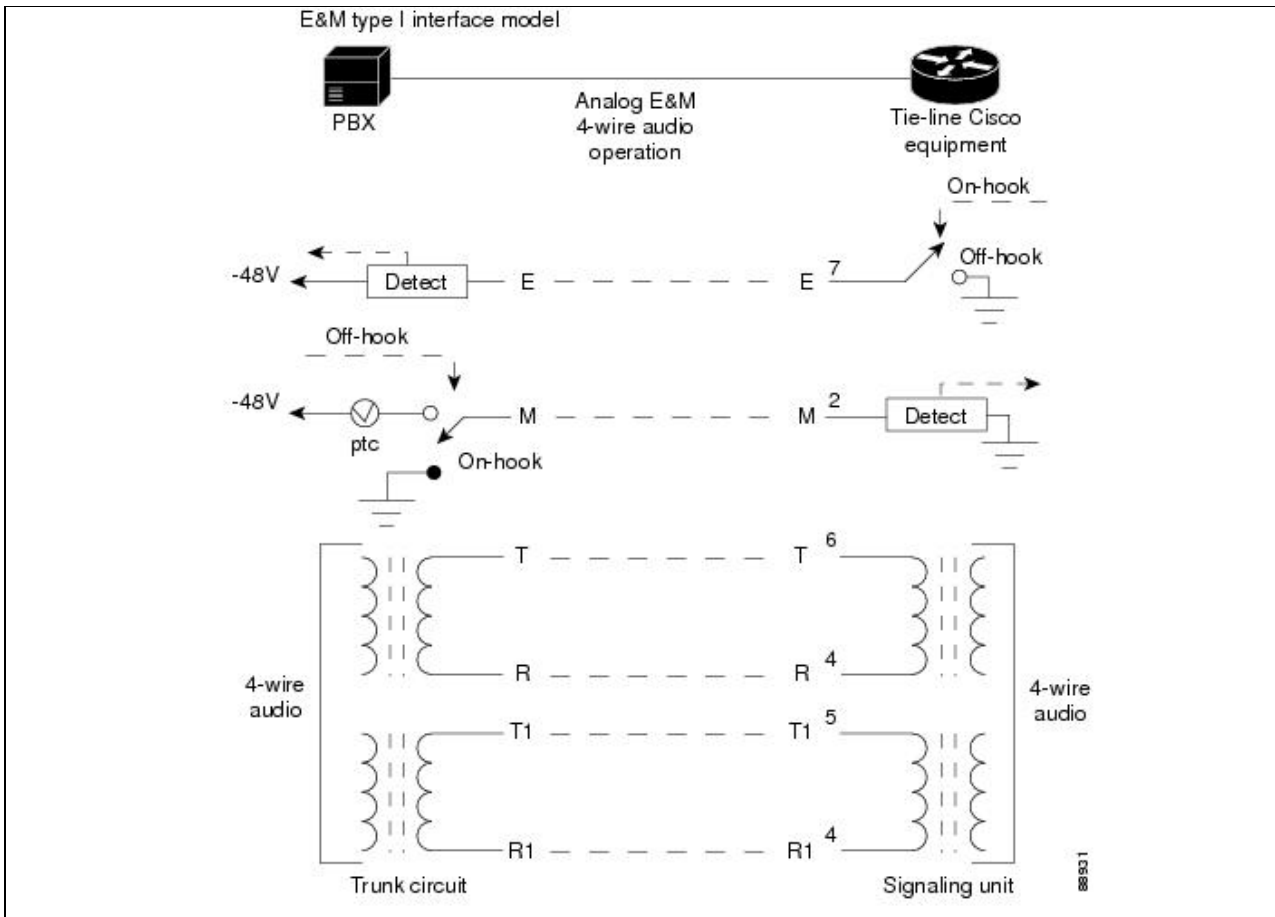 E&M type I interface model
PBX
Analog E&M
4-wire audio
operation
Tie-line Cisco
equipment
On-hook
-48V
Detect
E
E
7
Off-hook
Off-hook
-48V
ptc
M
M
2
Detect
On-hook
T
T
6
4-wire
audio
R
R
4
4-wire
audio
T1
T1
5
R1
R1
4
Trunk circuit
Signaling unit
88931